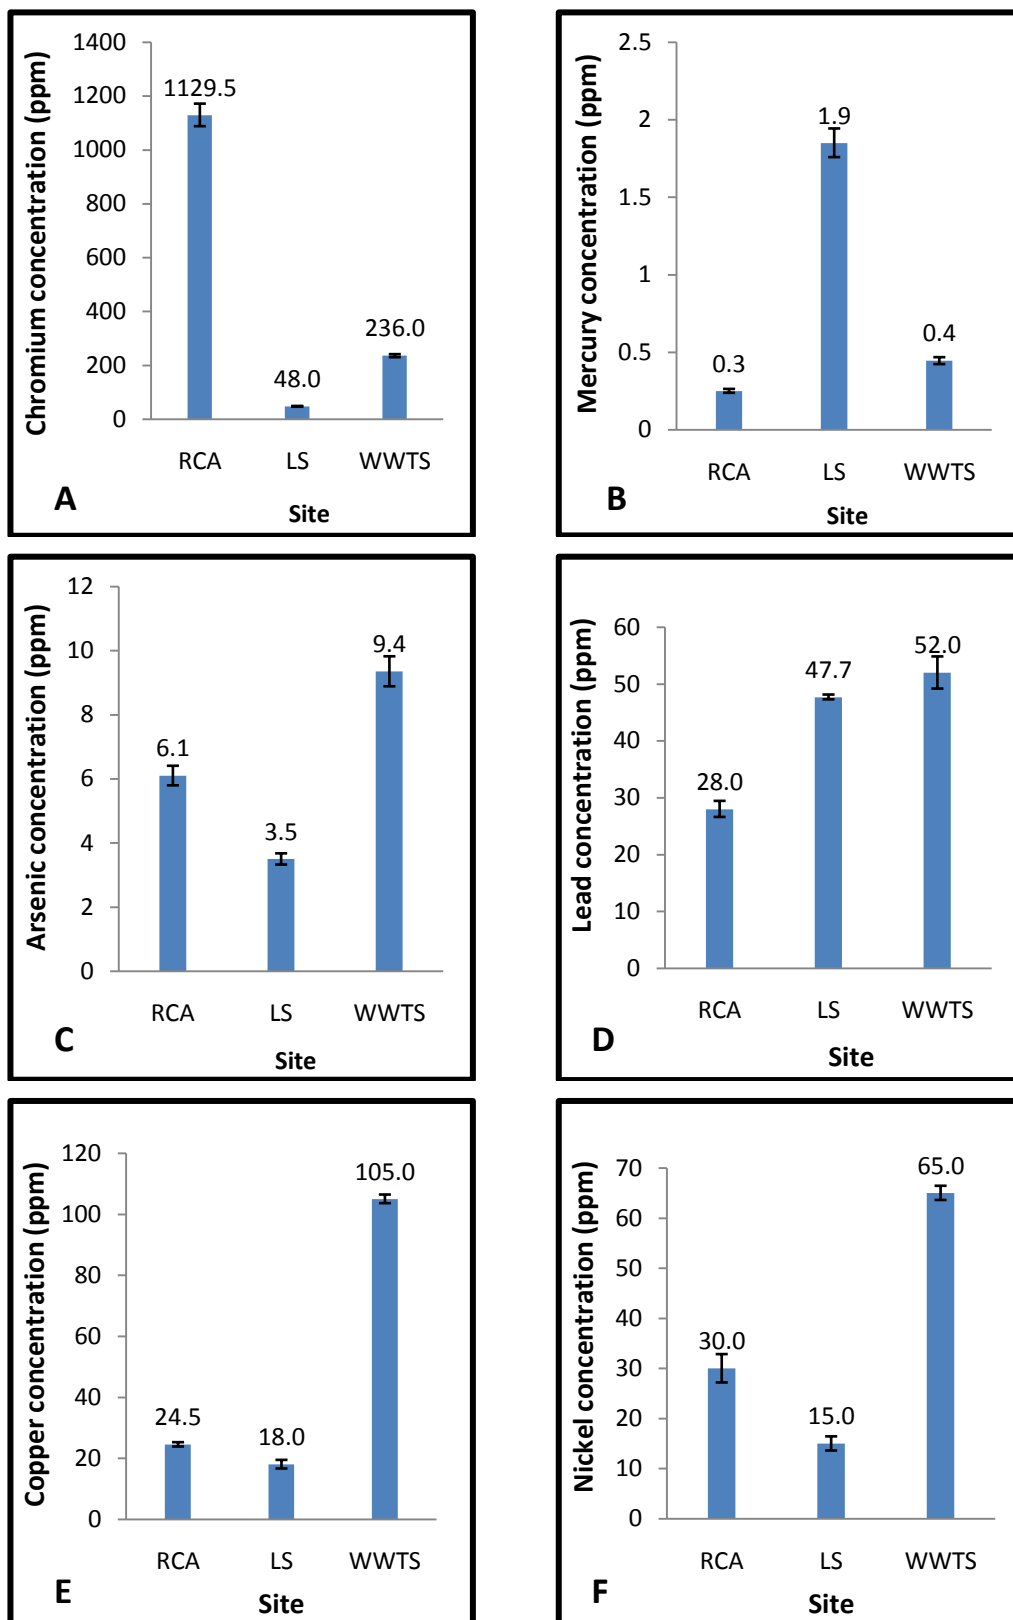 Chromium concentration (ppm)
1400
1200
1000
800
600
400
200
0
1129.5
48.0
236.0
RCA LS WWTS
A
Site
Mercury concentration (ppm)
2.5
2
1.5
1
0.5
0
0.3
1.9
0.4
RCA LS WWTS
B
Site
Arsenic concentration (ppm)
12
10
8
6
4
2
0
6.1
3.5
9.4
RCA LS WWTS
C
Site
Lead concentration (ppm)
60
50
40
30
20
10
0
28.0
47.7
52.0
RCA LS WWTS
D
Site
Copper concentration (ppm)
120
100
80
60
40
20
0
24.5
18.0
105.0
RCA LS WWTS
E
Site
Nickel concentration (ppm)
70
60
50
40
30
20
10
0
30.0
15.0
65.0
RCA LS WWTS
F
Site